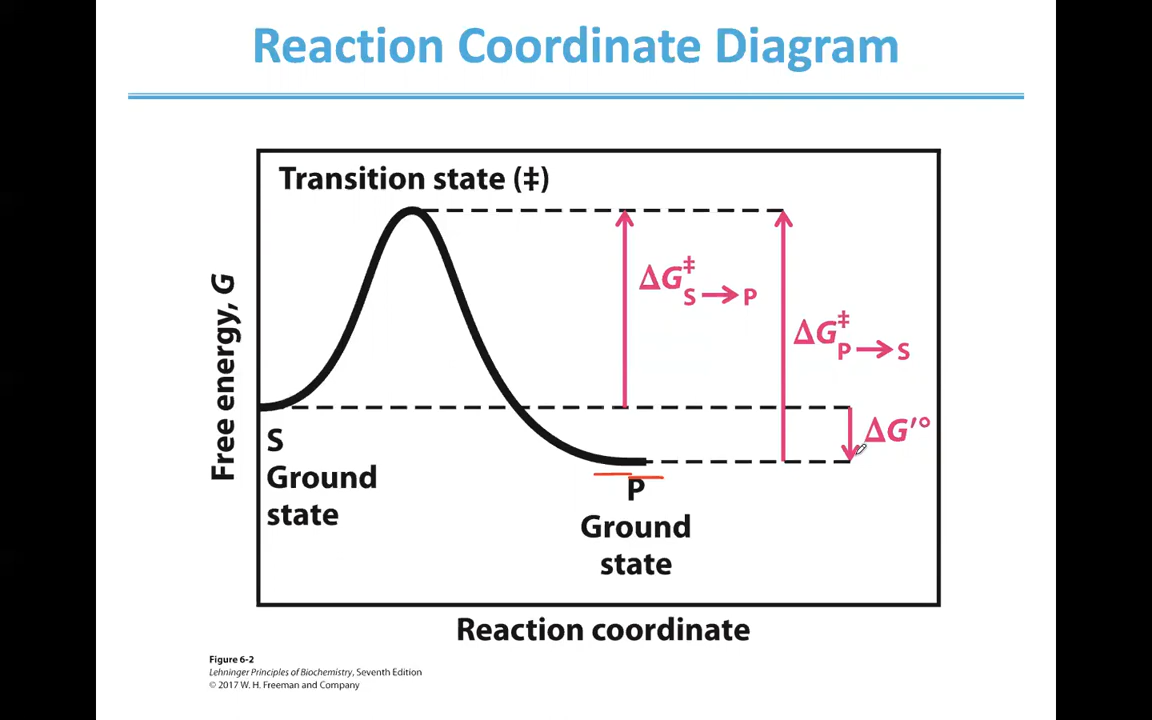 Reaction Coordinate Diagram
Transition state (‡)
ΔG‡ S → P
ΔG‡ P → S
ΔG′°
Free energy, G
S
Ground
state
P
Ground
state
Reaction coordinate
Figure 6-2
Lehninger Principles of Biochemistry, Seventh Edition
© 2017 W. H. Freeman and Company